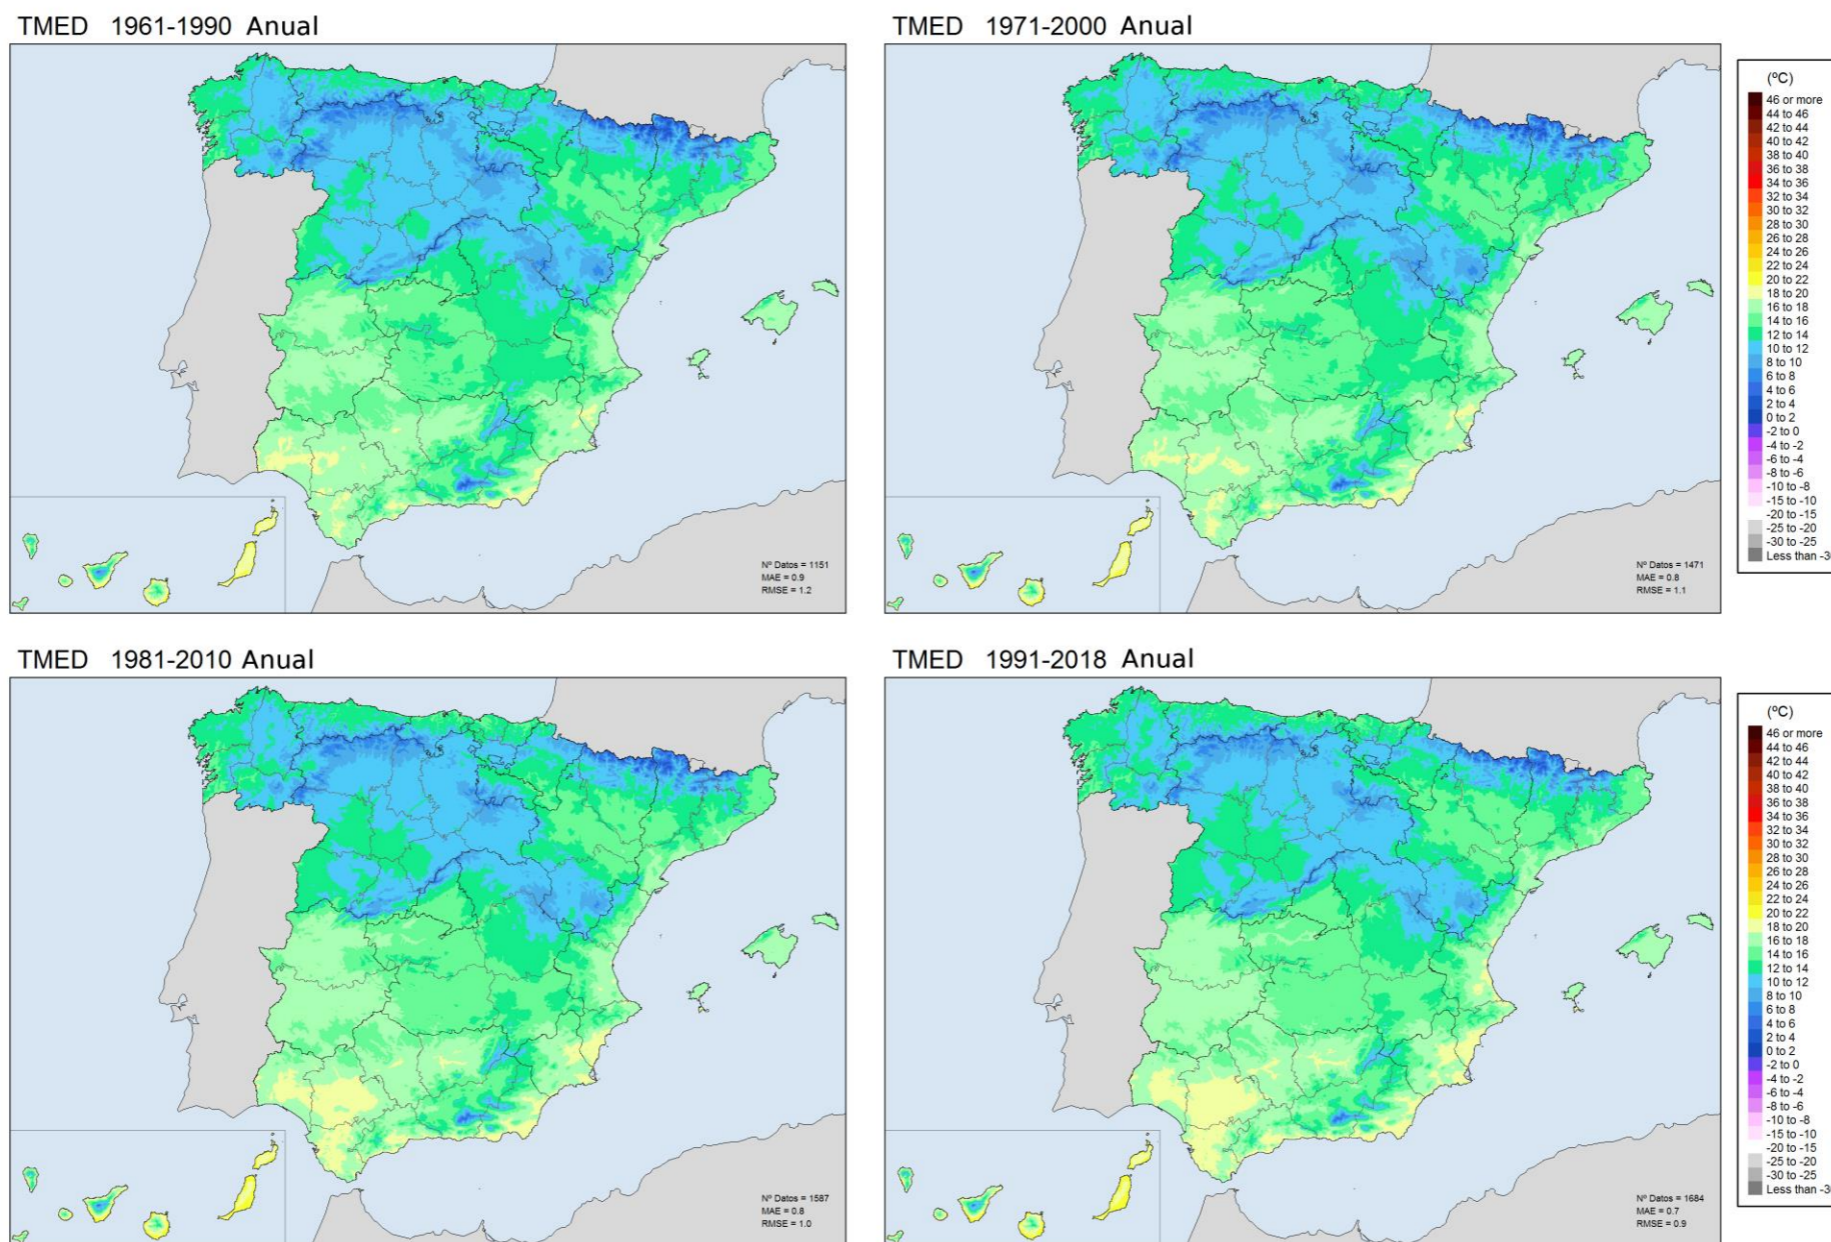 TMED 1961-1990 Anual
Nº Datos = 1151
MAE = 0.9
RMSE = 1.2
TMED 1971-2000 Anual
Nº Datos = 1471
MAE = 0.8
RMSE = 1.1
(ºC)
46 or more
44 to 46
42 to 44
40 to 42
38 to 40
36 to 38
34 to 36
32 to 34
30 to 32
28 to 30
26 to 28
24 to 26
22 to 24
20 to 22
18 to 20
16 to 18
14 to 16
12 to 14
10 to 12
8 to 10
6 to 8
4 to 6
2 to 4
0 to 2
-2 to 0
-4 to -2
-6 to -4
-8 to -6
-10 to -8
-15 to -10
-20 to -15
-25 to -20
-30 to -25
Less than -3
TMED 1981-2010 Anual
Nº Datos = 1587
MAE = 0.8
RMSE = 1.0
TMED 1991-2018 Anual
Nº Datos = 1684
MAE = 0.7
RMSE = 0.9
(ºC)
46 or more
44 to 46
42 to 44
40 to 42
38 to 40
36 to 38
34 to 36
32 to 34
30 to 32
28 to 30
26 to 28
24 to 26
22 to 24
20 to 22
18 to 20
16 to 18
14 to 16
12 to 14
10 to 12
8 to 10
6 to 8
4 to 6
2 to 4
0 to 2
-2 to 0
-4 to -2
-6 to -4
-8 to -6
-10 to -8
-15 to -10
-20 to -15
-25 to -20
-30 to -25
Less than -3